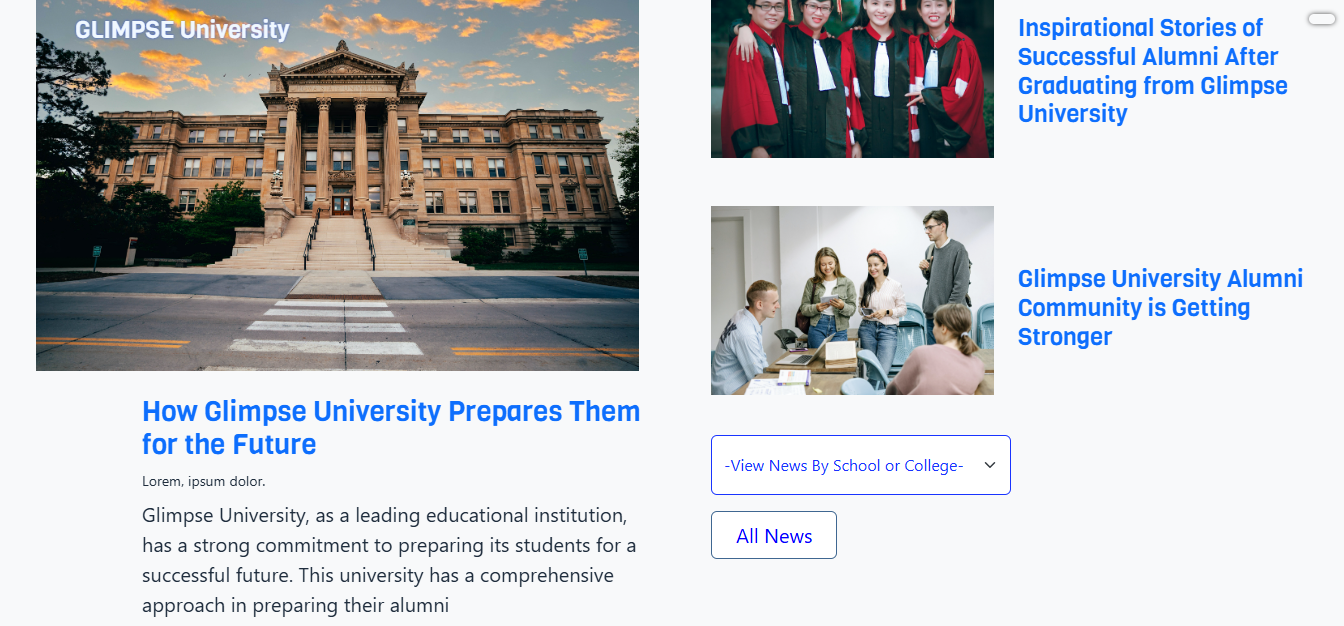 GLIMPSE University
How Glimpse University Prepares Them
for the Future
Lorem, ipsum dolor.
Glimpse University, as a leading educational institution,
has a strong commitment to preparing its students for a
successful future. This university has a comprehensive
approach in preparing their alumni
Inspirational Stories of
Successful Alumni After
Graduating from Glimpse
University
Glimpse University Alumni
Community is Getting
Stronger
-View News By School or College-
All News